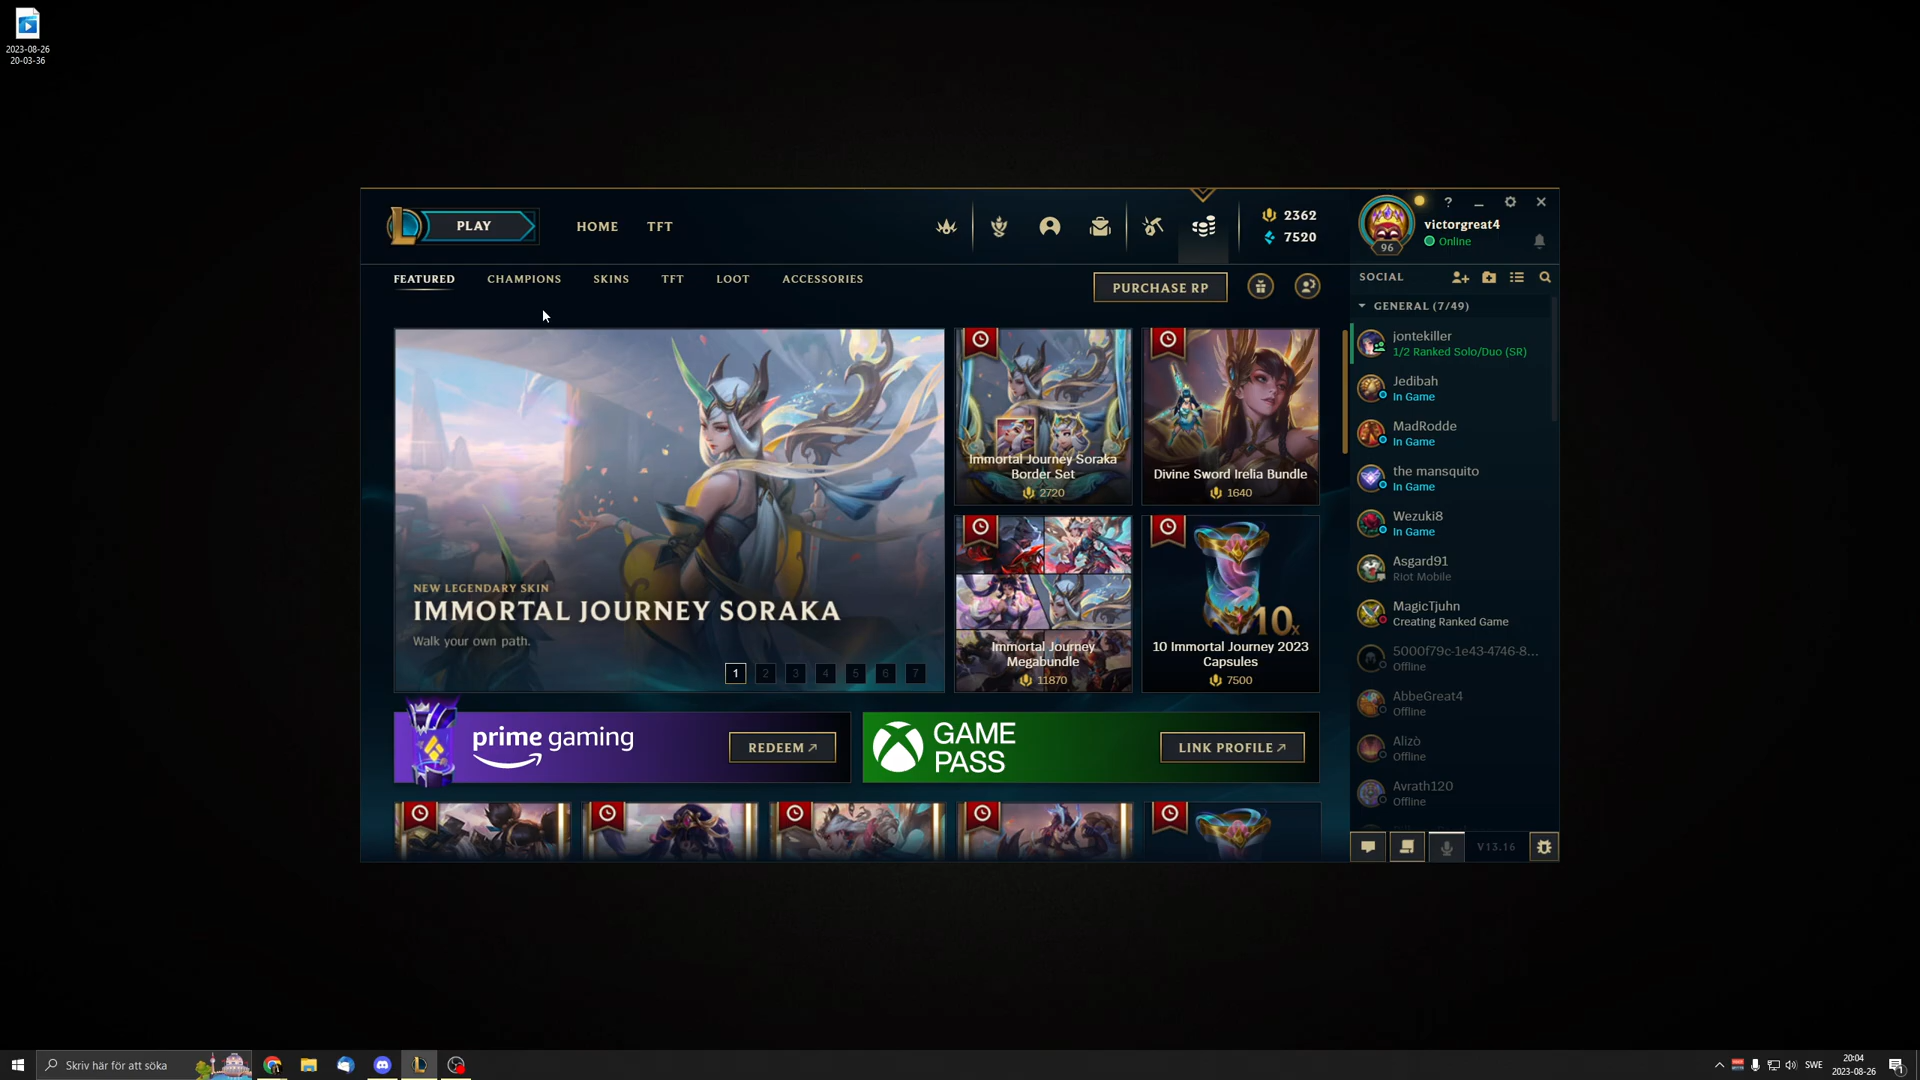 2023-08-26
20-03-36
PLAY
HOME
TFT
2362
7520
96
?
victorgreat4
Online
FEATURED
CHAMPIONS
SKINS
TFT
LOOT
ACCESSORIES
PURCHASE RP
SOCIAL
GENERAL (7/49)
NEW LEGENDARY SKIN
IMMORTAL JOURNEY SORAKA
Walk your own path.
1 2 3 4 5 6 7
Immortal Journey Soraka
Border Set
2720
Divine Sword Irelia Bundle
1640
Immortal Journey
Megabundle
11870
10x
10 Immortal Journey 2023
Capsules
7500
prime gaming
REDEEM
GAME
PASS
LINK PROFILE
jontekiller
1/2 Ranked Solo/Duo (SR)
Jedibah
In Game
MadRodde
In Game
the mansquito
In Game
Wezuki8
In Game
Asgard91
Riot Mobile
MagicTjuhn
Creating Ranked Game
5000f79c-1e43-4746-8...
Offline
AbbeGreat4
Offline
Alizò
Offline
Avrath120
Offline
V13.16
Skriv här för att söka
SWE
20:04
2023-08-26
1